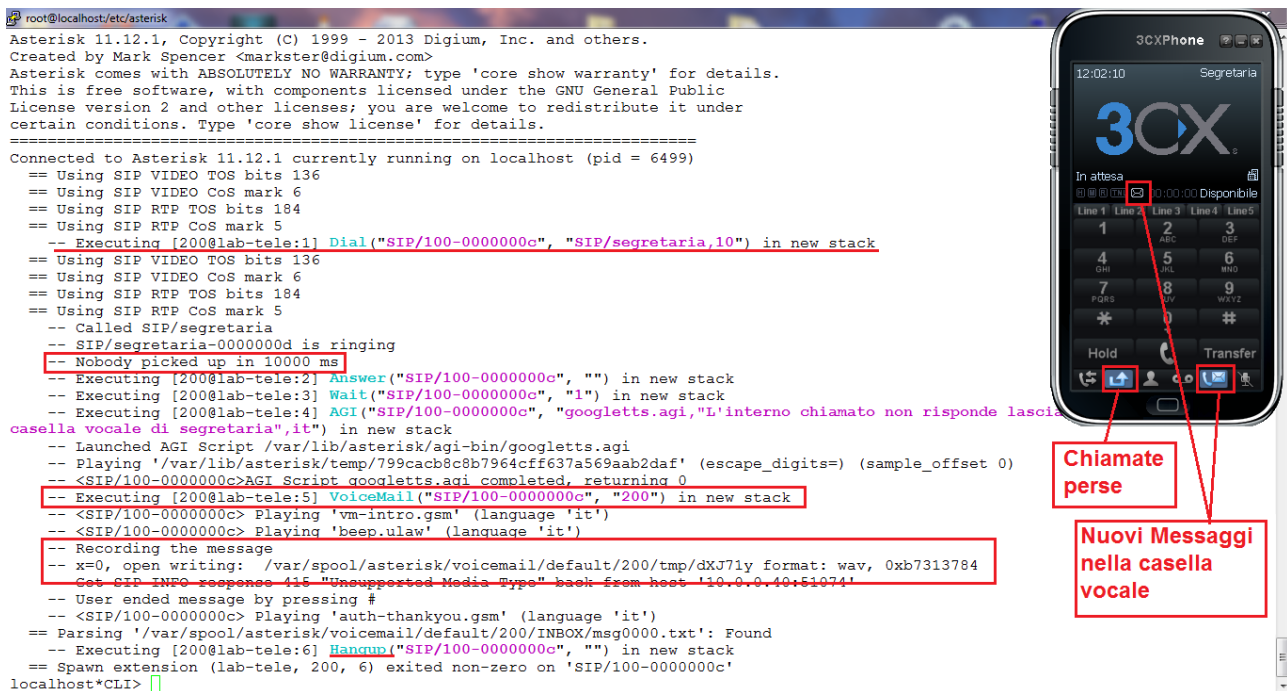 root@localhost:/etc/asterisk
Asterisk 11.12.1, Copyright (C) 1999 - 2013 Digium, Inc. and others.
Created by Mark Spencer <markster@digium.com>
Asterisk comes with ABSOLUTELY NO WARRANTY; type 'core show warranty' for details.
This is free software, with components licensed under the GNU General Public
License version 2 and other licenses; you are welcome to redistribute it under
certain conditions. Type 'core show license' for details.
=========================================================================
Connected to Asterisk 11.12.1 currently running on localhost (pid = 6499)
== Using SIP VIDEO TOS bits 136
== Using SIP VIDEO CoS mark 6
== Using SIP RTP TOS bits 184
== Using SIP RTP CoS mark 5
-- Executing [200@lab-tele:1] Dial("SIP/100-0000000c", "SIP/segretaria,10") in new stack
== Using SIP VIDEO TOS bits 136
== Using SIP VIDEO CoS mark 6
== Using SIP RTP TOS bits 184
== Using SIP RTP CoS mark 5
-- Called SIP/segretaria
-- SIP/segretaria-0000000d is ringing
-- Nobody picked up in 10000 ms
-- Executing [200@lab-tele:2] Answer("SIP/100-0000000c", "") in new stack
-- Executing [200@lab-tele:3] Wait("SIP/100-0000000c", "1") in new stack
-- Executing [200@lab-tele:4] AGI("SIP/100-0000000c", "googletts.agi,"L'interno chiamato non risponde lascia
casella vocale di segretaria",it") in new stack
-- Launched AGI Script /var/lib/asterisk/agi-bin/googletts.agi
-- Playing '/var/lib/asterisk/temp/799cacb8c8b7964cff637a569aab2daf' (escape_digits=) (sample_offset 0)
-- <SIP/100-0000000c>AGI Script googletts.agi completed, returning 0
-- Executing [200@lab-tele:5] VoiceMail("SIP/100-0000000c", "200") in new stack
-- <SIP/100-0000000c> Playing 'vm-intro.gsm' (language 'it')
-- <SIP/100-0000000c> Playing 'beep.ulaw' (language 'it')
-- Recording the message
-- x=0, open writing: /var/spool/asterisk/voicemail/default/200/tmp/dXJ71y format: wav, 0xb7313784
-- Got SIP INFO response 415 "Unsupported Media Type" back from host '10.0.0.40:51074'
-- User ended message by pressing #
-- <SIP/100-0000000c> Playing 'auth-thankyou.gsm' (language 'it')
== Parsing '/var/spool/asterisk/voicemail/default/200/INBOX/msg0000.txt': Found
-- Executing [200@lab-tele:6] Hangup("SIP/100-0000000c", "") in new stack
== Spawn extension (lab-tele, 200, 6) exited non-zero on 'SIP/100-0000000c'
localhost*CLI>
3CXPhone
12:02:10 Segretaria
3CX
In attesa
00:00:00 Disponibile
Line 1 Line 2 Line 3 Line 4 Line 5
1 2 3
ABC DEF
4 5 6
GHI JKL MNO
7 8 9
PQRS TUV WXYZ
* 0 #
Hold Transfer
Chiamate
perse
Nuovi Messaggi
nella casella
vocale